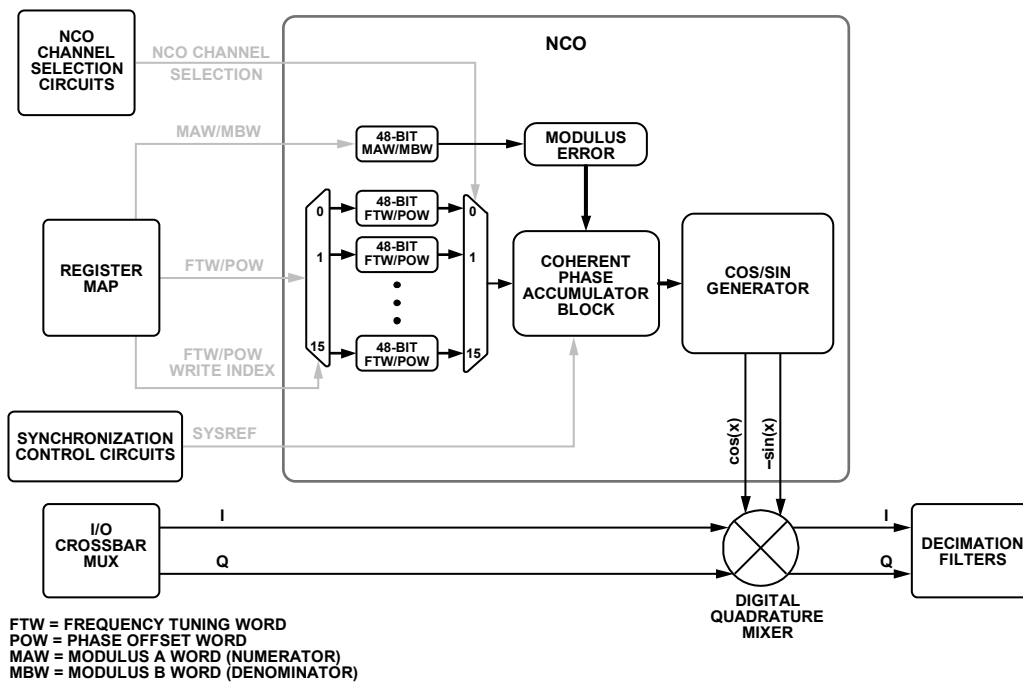 NCO
CHANNEL
SELECTION
CIRCUITS
NCO CHANNEL
SELECTION
NCO
MAW/MBW
48-BIT
MAW/MBW
MODULUS
ERROR
0
48-BIT
FTW/POW
0
1
48-BIT
FTW/POW
1
REGISTER
MAP
FTW/POW
COHERENT
PHASE
ACCUMULATOR
BLOCK
COS/SIN
GENERATOR
15
48-BIT
FTW/POW
15
FTW/POW
WRITE INDEX
SYNCHRONIZATION
CONTROL CIRCUITS
SYSREF
cos(x)
–sin(x)
I/O
CROSSBAR
MUX
I
Q
I
Q
DECIMATION
FILTERS
DIGITAL
QUADRATURE
MIXER
FTW = FREQUENCY TUNING WORD
POW = PHASE OFFSET WORD
MAW = MODULUS A WORD (NUMERATOR)
MBW = MODULUS B WORD (DENOMINATOR)